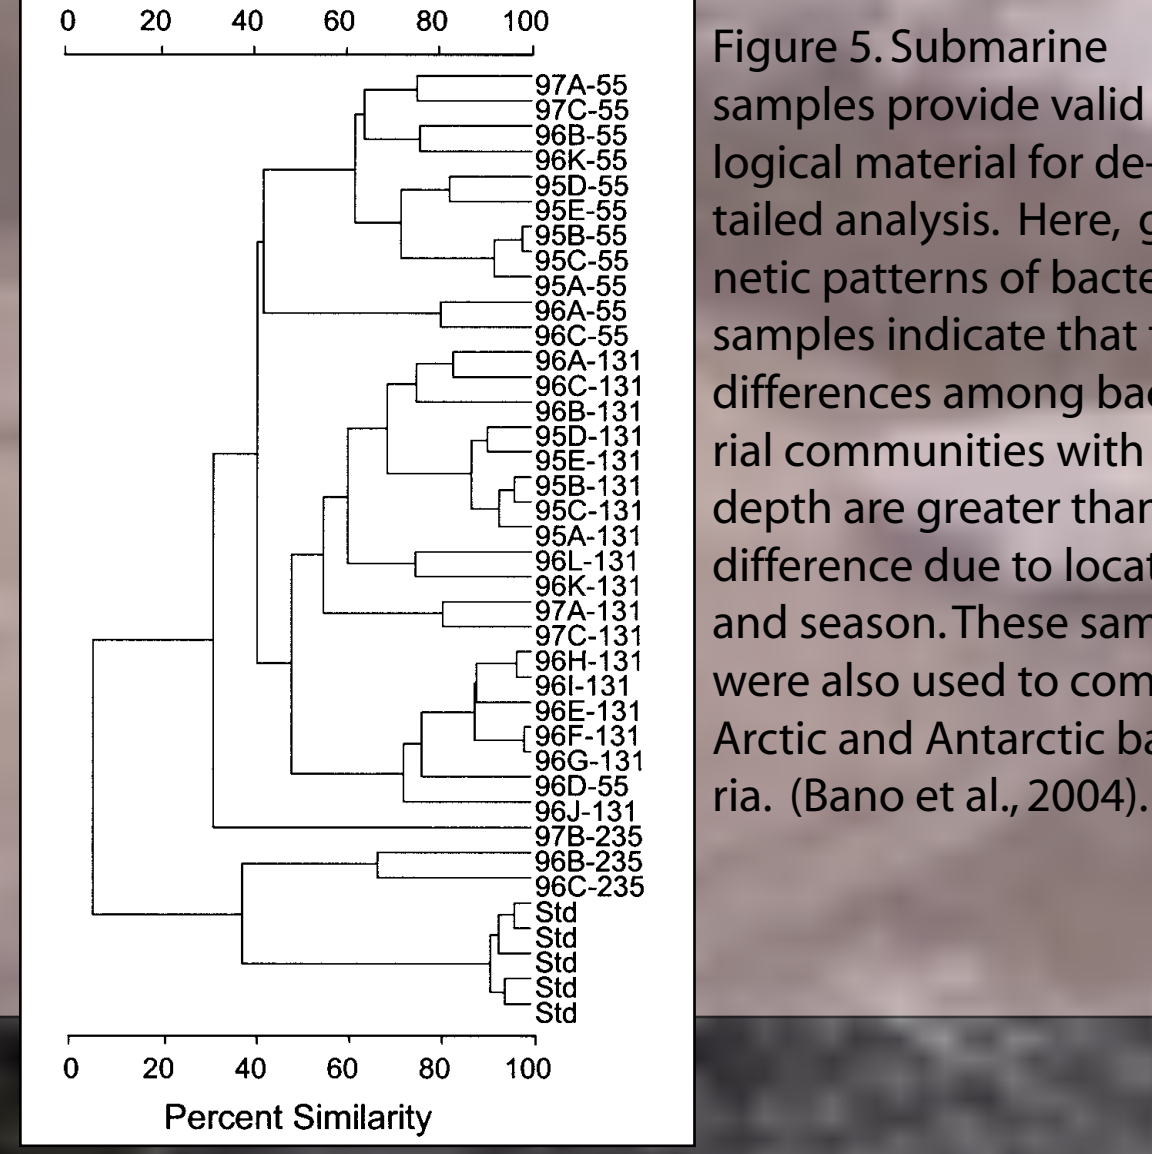 0 20 40 60 80 100
97A-55
97C-55
96B-55
96K-55
95D-55
95E-55
95B-55
95C-55
95A-55
96A-55
96C-55
96A-131
96C-131
96B-131
95D-131
95E-131
95B-131
95C-131
95A-131
96L-131
96K-131
97A-131
97C-131
96H-131
96I-131
96E-131
96F-131
96G-131
96D-55
96J-131
97B-235
96B-235
96C-235
Std
Std
Std
Std
Std
0 20 40 60 80 100
Percent Similarity
Figure 5. Submarine
samples provide valid
logical material for de-
tailed analysis. Here,
netic patterns of bacte
samples indicate that
differences among
rial communities with
depth are greater than
difference due to locat
and season. These sam
were also used to com
Arctic and Antarctic ba
ria. (Bano et al., 2004).